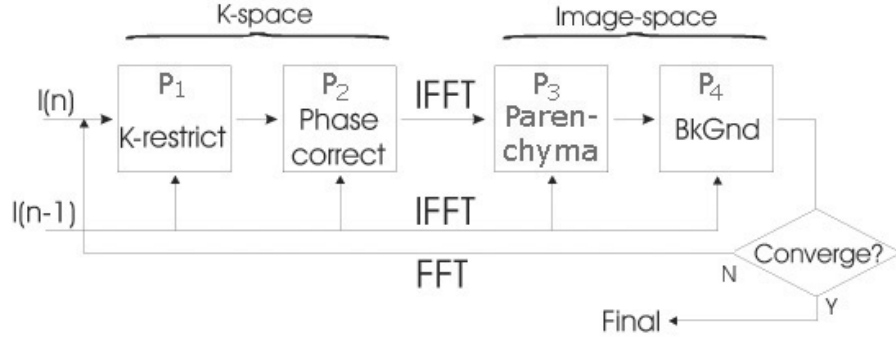 K-space
Image-space
I(n)
P1
K-restrict
P2
Phase
correct
IFFT
P3
Paren-
chyma
P4
BkGnd
I(n-1)
IFFT
FFT
Converge?
N
Y
Final